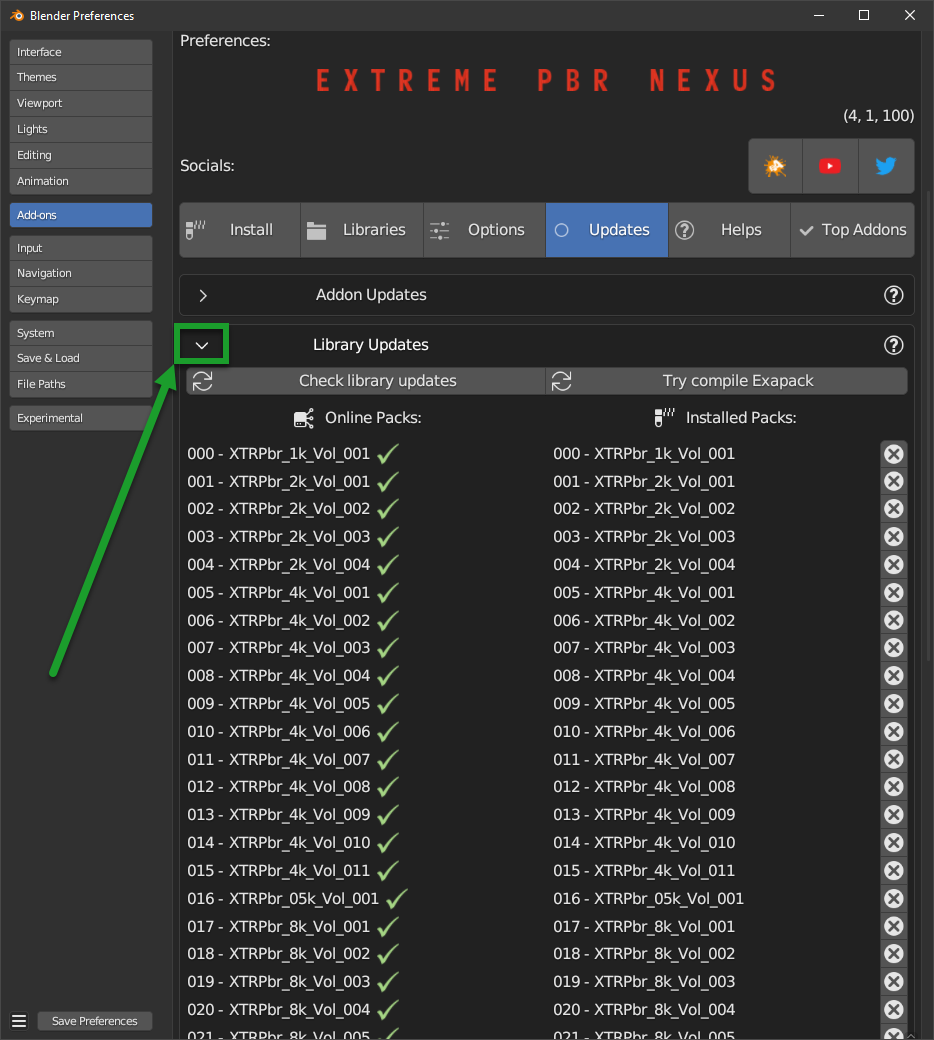 Blender Preferences
Interface
Themes
Viewport
Lights
Editing
Animation
Add-ons
Input
Navigation
Keymap
System
Save & Load
File Paths
Experimental
Save Preferences
Preferences:
EXTREME PBR NEXUS
(4, 1, 100)
Socials:
Install Libraries Options Updates Helps Top Addons
Addon Updates
Library Updates
Check library updates Try compile Exapack
Online Packs: Installed Packs:
000 - XTRPbr_1k_Vol_001 000 - XTRPbr_1k_Vol_001
001 - XTRPbr_2k_Vol_001 001 - XTRPbr_2k_Vol_001
002 - XTRPbr_2k_Vol_002 002 - XTRPbr_2k_Vol_002
003 - XTRPbr_2k_Vol_003 003 - XTRPbr_2k_Vol_003
004 - XTRPbr_2k_Vol_004 004 - XTRPbr_2k_Vol_004
005 - XTRPbr_4k_Vol_001 005 - XTRPbr_4k_Vol_001
006 - XTRPbr_4k_Vol_002 006 - XTRPbr_4k_Vol_002
007 - XTRPbr_4k_Vol_003 007 - XTRPbr_4k_Vol_003
008 - XTRPbr_4k_Vol_004 008 - XTRPbr_4k_Vol_004
009 - XTRPbr_4k_Vol_005 009 - XTRPbr_4k_Vol_005
010 - XTRPbr_4k_Vol_006 010 - XTRPbr_4k_Vol_006
011 - XTRPbr_4k_Vol_007 011 - XTRPbr_4k_Vol_007
012 - XTRPbr_4k_Vol_008 012 - XTRPbr_4k_Vol_008
013 - XTRPbr_4k_Vol_009 013 - XTRPbr_4k_Vol_009
014 - XTRPbr_4k_Vol_010 014 - XTRPbr_4k_Vol_010
015 - XTRPbr_4k_Vol_011 015 - XTRPbr_4k_Vol_011
016 - XTRPbr_05k_Vol_001 016 - XTRPbr_05k_Vol_001
017 - XTRPbr_8k_Vol_001 017 - XTRPbr_8k_Vol_001
018 - XTRPbr_8k_Vol_002 018 - XTRPbr_8k_Vol_002
019 - XTRPbr_8k_Vol_003 019 - XTRPbr_8k_Vol_003
020 - XTRPbr_8k_Vol_004 020 - XTRPbr_8k_Vol_004
021 - XTRPbr_8k_Vol_005 021 - XTRPbr_8k_Vol_005